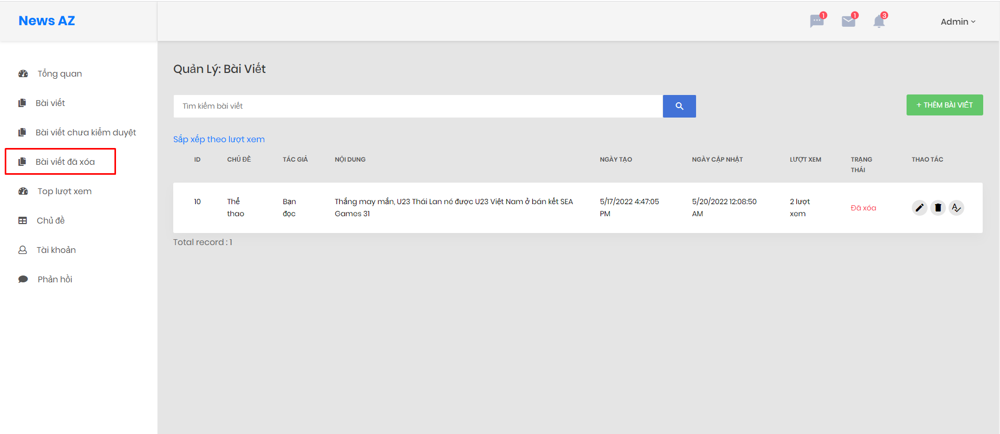 News AZ
1
1
3
Admin
Tổng quan
Bài viết
Bài viết chưa kiểm duyệt
Bài viết đã xóa
Top lượt xem
Chủ đề
Tài khoản
Phản hồi
Quản Lý: Bài Viết
Tìm kiếm bài viết
+ THÊM BÀI VIẾT
Sắp xếp theo lượt xem
ID CHỦ ĐỀ TÁC GIẢ NỘI DUNG NGÀY TẠO NGÀY CẬP NHẬT LƯỢT XEM TRẠNG THAO TÁC
THÁI
10 Thể Bạn Thắng may mắn, U23 Thái Lan né được U23 Việt Nam ở bán kết SEA 5/17/2022 4:47:05 5/20/2022 12:08:50 2 lượt Đã xóa
thao đọc Games 31 PM AM xem
Total record : 1